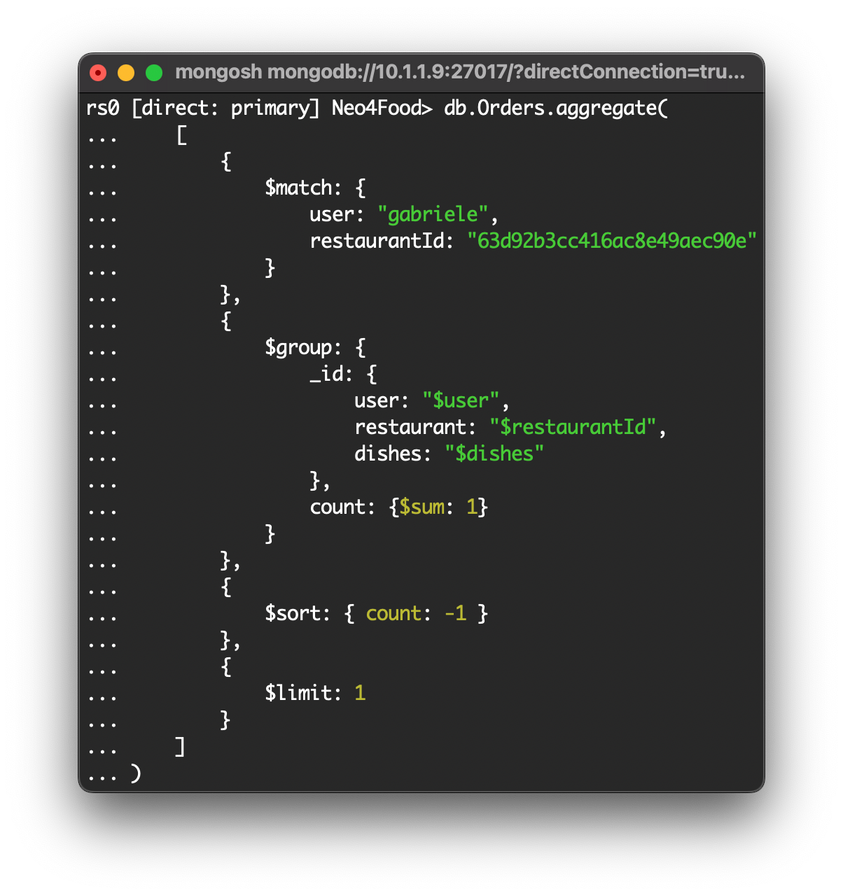 mongosh mongodb://10.1.1.9:27017/?directConnection=tru...
rs0 [direct: primary] Neo4Food> db.Orders.aggregate(
...     [
...         {
...             $match: {
...                 user: "gabriele",
...                 restaurantId: "63d92b3cc416ac8e49aec90e"
...             }
...         },
...         {
...             $group: {
...                 _id: {
...                     user: "$user",
...                     restaurant: "$restaurantId",
...                     dishes: "$dishes"
...                 },
...                 count: {$sum: 1}
...             }
...         },
...         {
...             $sort: { count: -1 }
...         },
...         {
...             $limit: 1
...         }
...     ]
... )